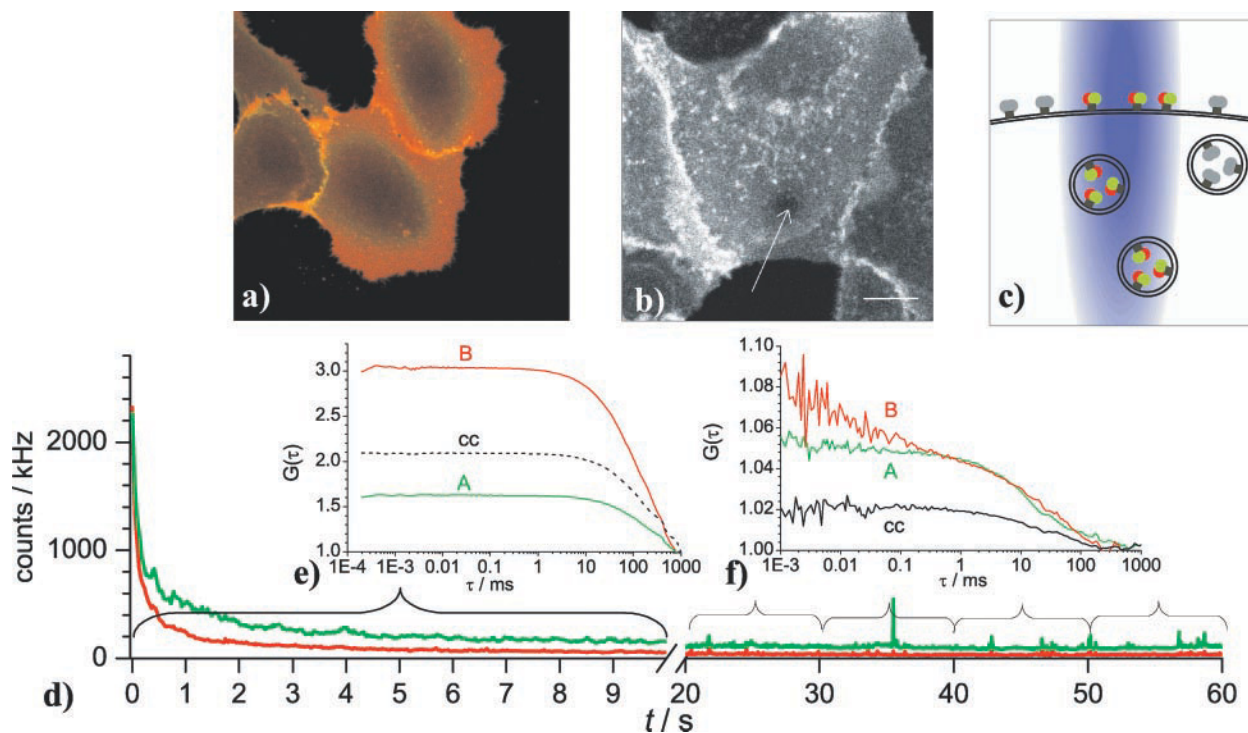 a)
b)
c)
counts / kHz
2000
1000
0
G(τ)
3.0
2.5
2.0
1.5
1.0
B
cc
A
1E-4 1E-3 0.01 0.1 1 10 100 1000
τ / ms
e)
G(τ)
1.10
1.08
1.06
1.04
1.02
1.00
B
A
cc
1E-3 0.01 0.1 1 10 100 1000
τ / ms
f)
d)
0 1 2 3 4 5 6 7 8 9 20 30 40 50 60
t / s